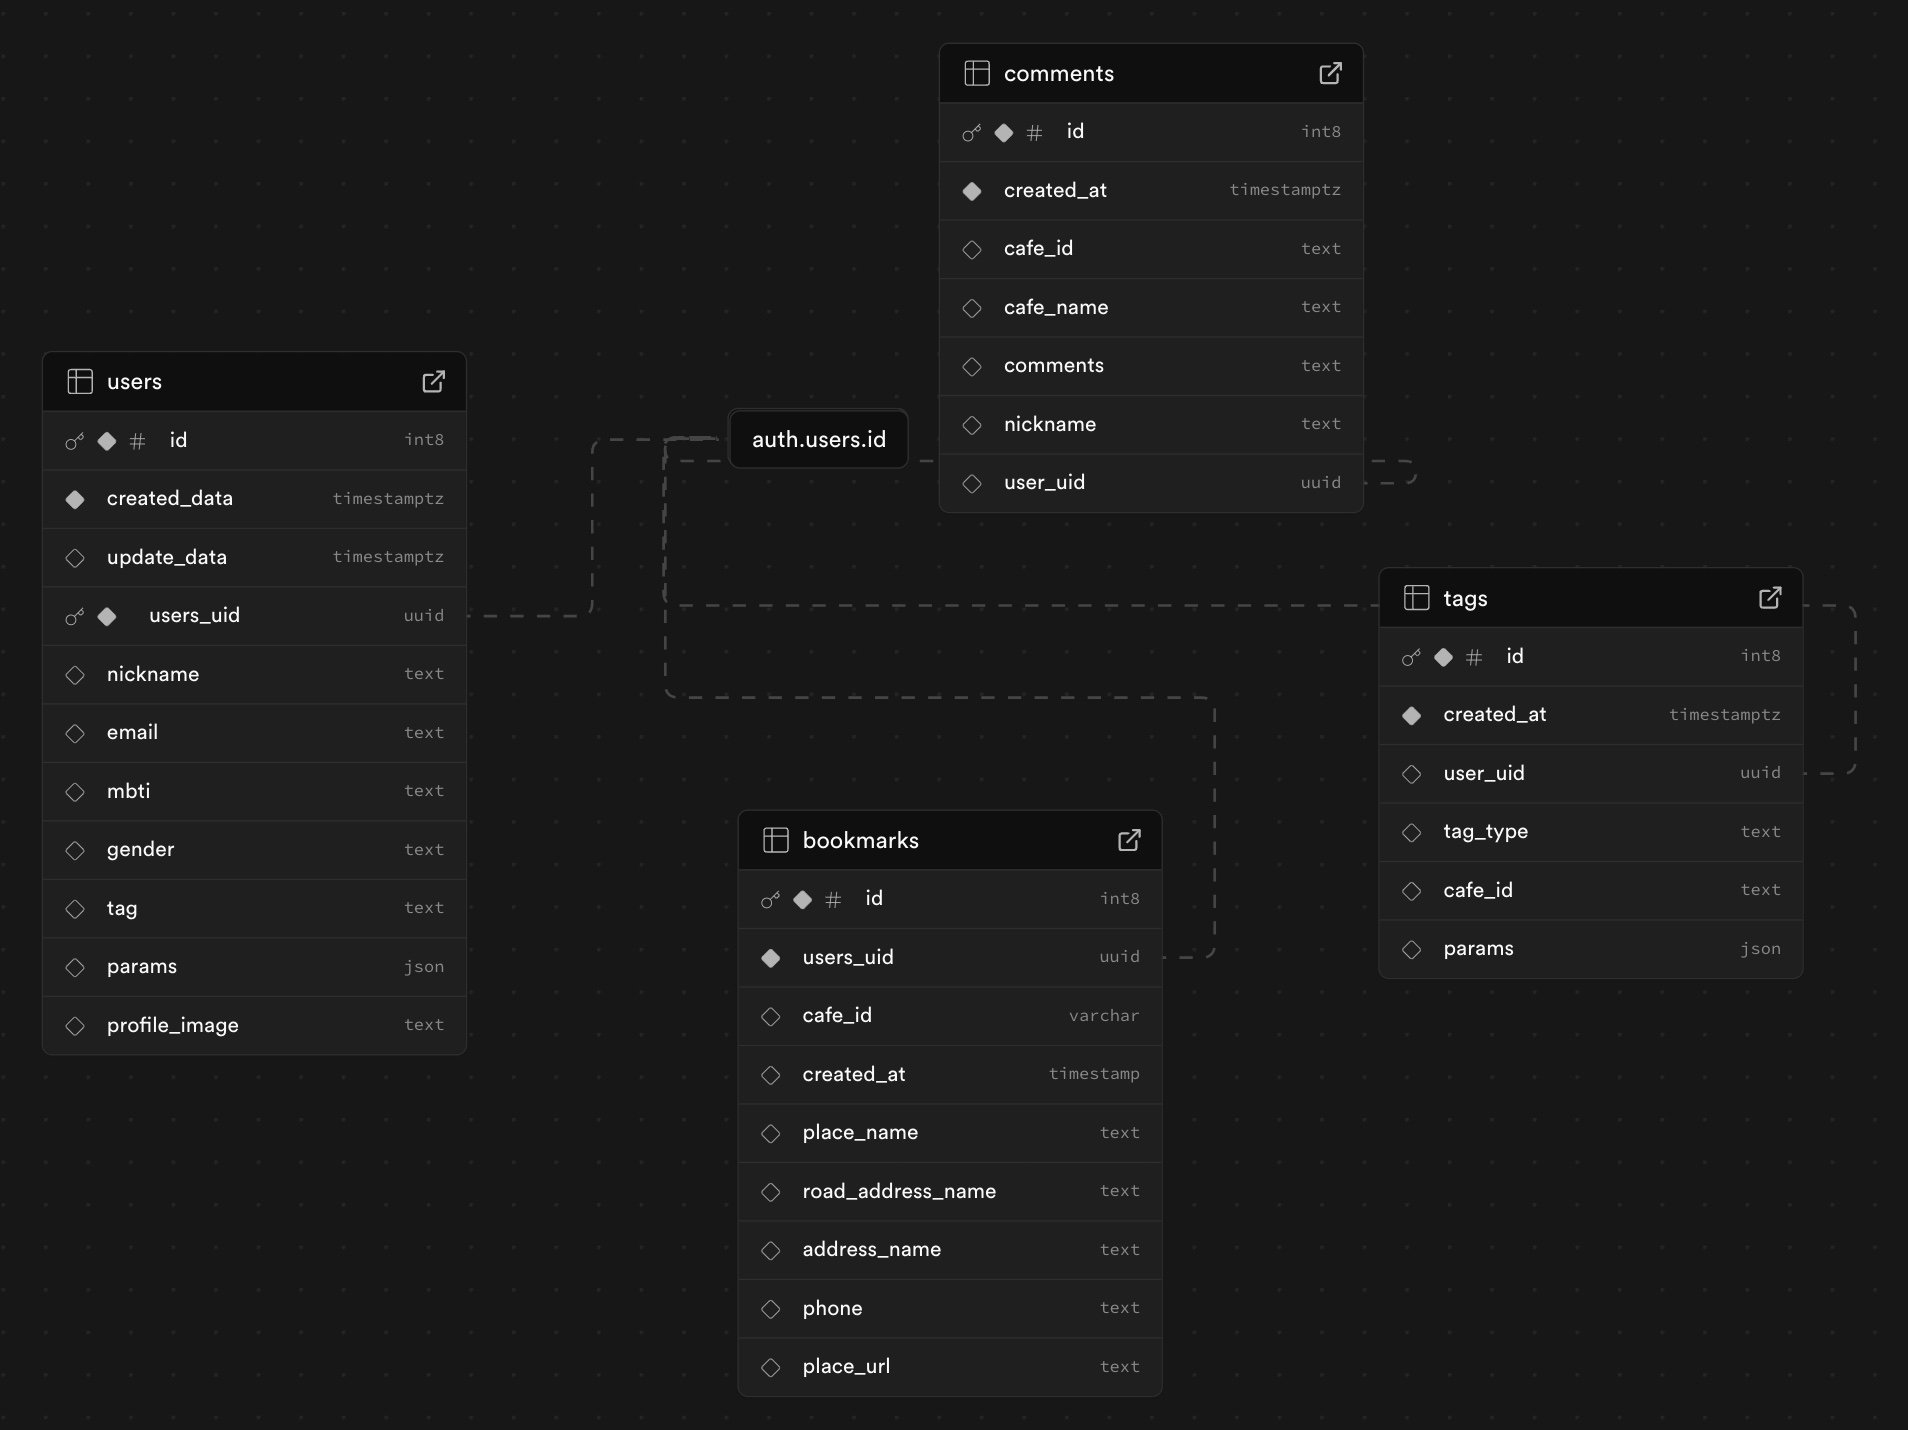 comments
# id int8
created_at timestamptz
cafe_id text
cafe_name text
comments text
nickname text
user_uid uuid
users
# id int8
created_data timestamptz
update_data timestamptz
users_uid uuid
nickname text
email text
mbti text
gender text
tag text
params json
profile_image text
auth.users.id
tags
# id int8
created_at timestamptz
user_uid uuid
tag_type text
cafe_id text
params json
bookmarks
# id int8
users_uid uuid
cafe_id varchar
created_at timestamp
place_name text
road_address_name text
address_name text
phone text
place_url text